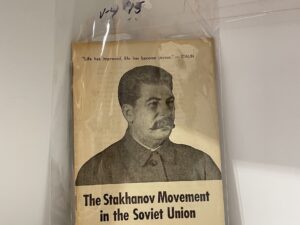 "Life has improved, life has become joyous." — STALIN
The Stakhanov Movement
in the Soviet Union